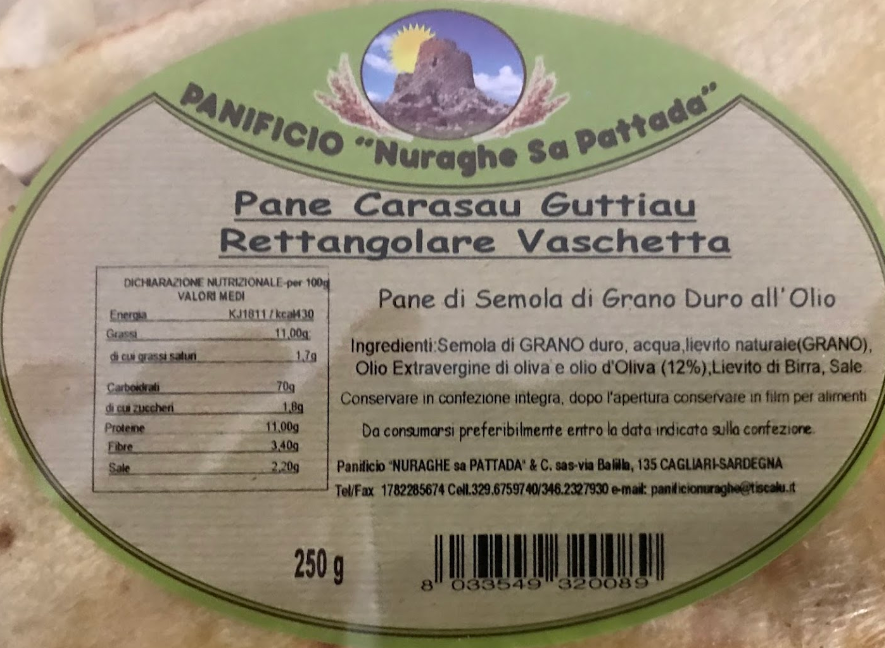 PANIFICIO "Nuraghe Sa Pattada"
Pane Carasau Guttiau
Rettangolare Vaschetta
DICHIARAZIONE NUTRIZIONALE-per 100g
VALORI MEDI
Energia KJ1811 / kcal430
Grassi 11,00g
di cui grassi saturi 1,7g
Carboidrati 70g
di cui zuccheri 1,8g
Proteine 11,00g
Fibre 3,40g
Sale 2,20g
Pane di Semola di Grano Duro all'Olio
Ingredienti:Semola di GRANO duro, acqua,lievito naturale(GRANO),
Olio Extravergine di oliva e olio d'Oliva (12%),Lievito di Birra, Sale
Conservare in confezione integra, dopo l'apertura conservare in film per alimenti
Da consumarsi preferibilmente entro la data indicata sulla confezione
Panificio "NURAGHE sa PATTADA" & C. sas-via Balilla, 135 CAGLIARI-SARDEGNA
Tel/Fax 1782285674 Cell.329.6759740/346.2327930 e-mail: panificionuraghe@tiscalu.it
250 g
8 033549 320089